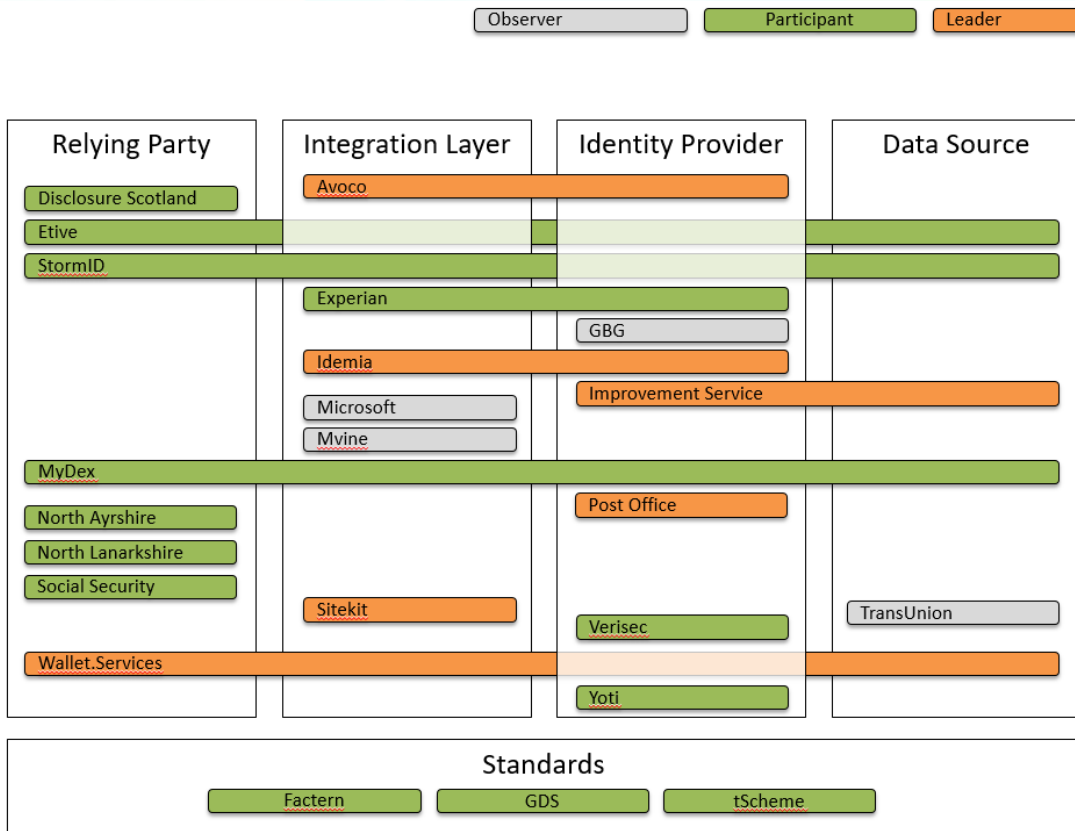 Observer
Participant
Leader
Relying Party
Integration Layer
Identity Provider
Data Source
Avoco
Disclosure Scotland
Etive
StormID
Experian
GBG
Idemia
Improvement Service
Microsoft
Mvine
MyDex
Post Office
North Ayrshire
North Lanarkshire
Social Security
Sitekit
TransUnion
Verisec
Wallet.Services
Yoti
Standards
Factern
GDS
tScheme